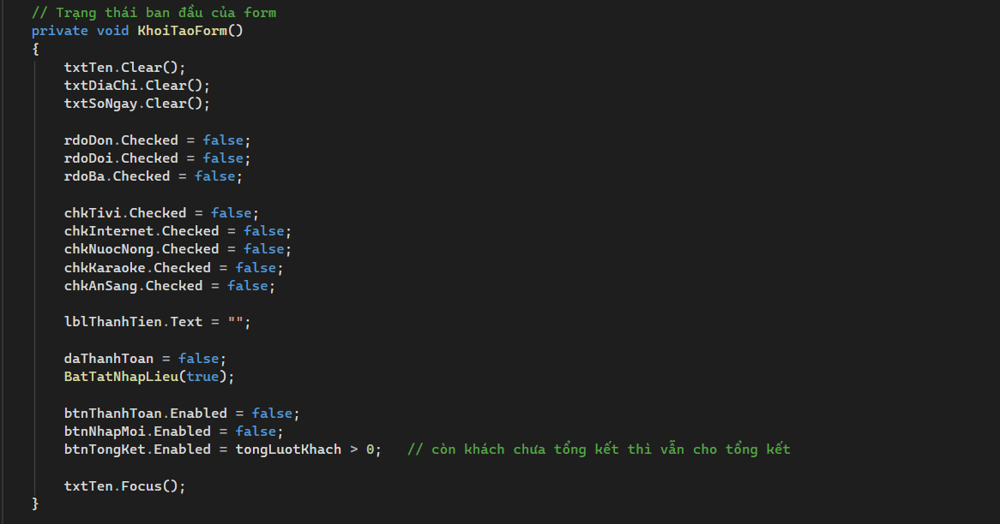 // Trạng thái ban đầu của form
private void KhoiTaoForm()
{
txtTen.Clear();
txtDiaChi.Clear();
txtSoNgay.Clear();
rdoDon.Checked = false;
rdoDoi.Checked = false;
rdoBa.Checked = false;
chkTivi.Checked = false;
chkInternet.Checked = false;
chkNuocNong.Checked = false;
chkKaraoke.Checked = false;
chkAnSang.Checked = false;
lblThanhTien.Text = "";
daThanhToan = false;
BatTatNhapLieu(true);
btnThanhToan.Enabled = false;
btnNhapMoi.Enabled = false;
btnTongKet.Enabled = tongLuotKhach > 0;   // còn khách chưa tổng kết thì vẫn cho tổng kết
txtTen.Focus();
}